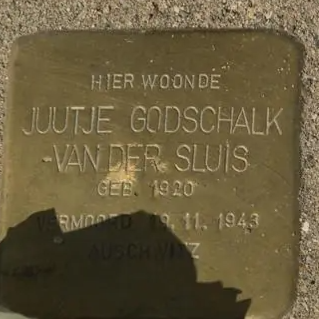 HIER WOONDE
JUUTJE GODSCHALK
-VAN DER SLUIS
GEB. 1920
VERMOORD 19.11.1943
AUSCHWITZ